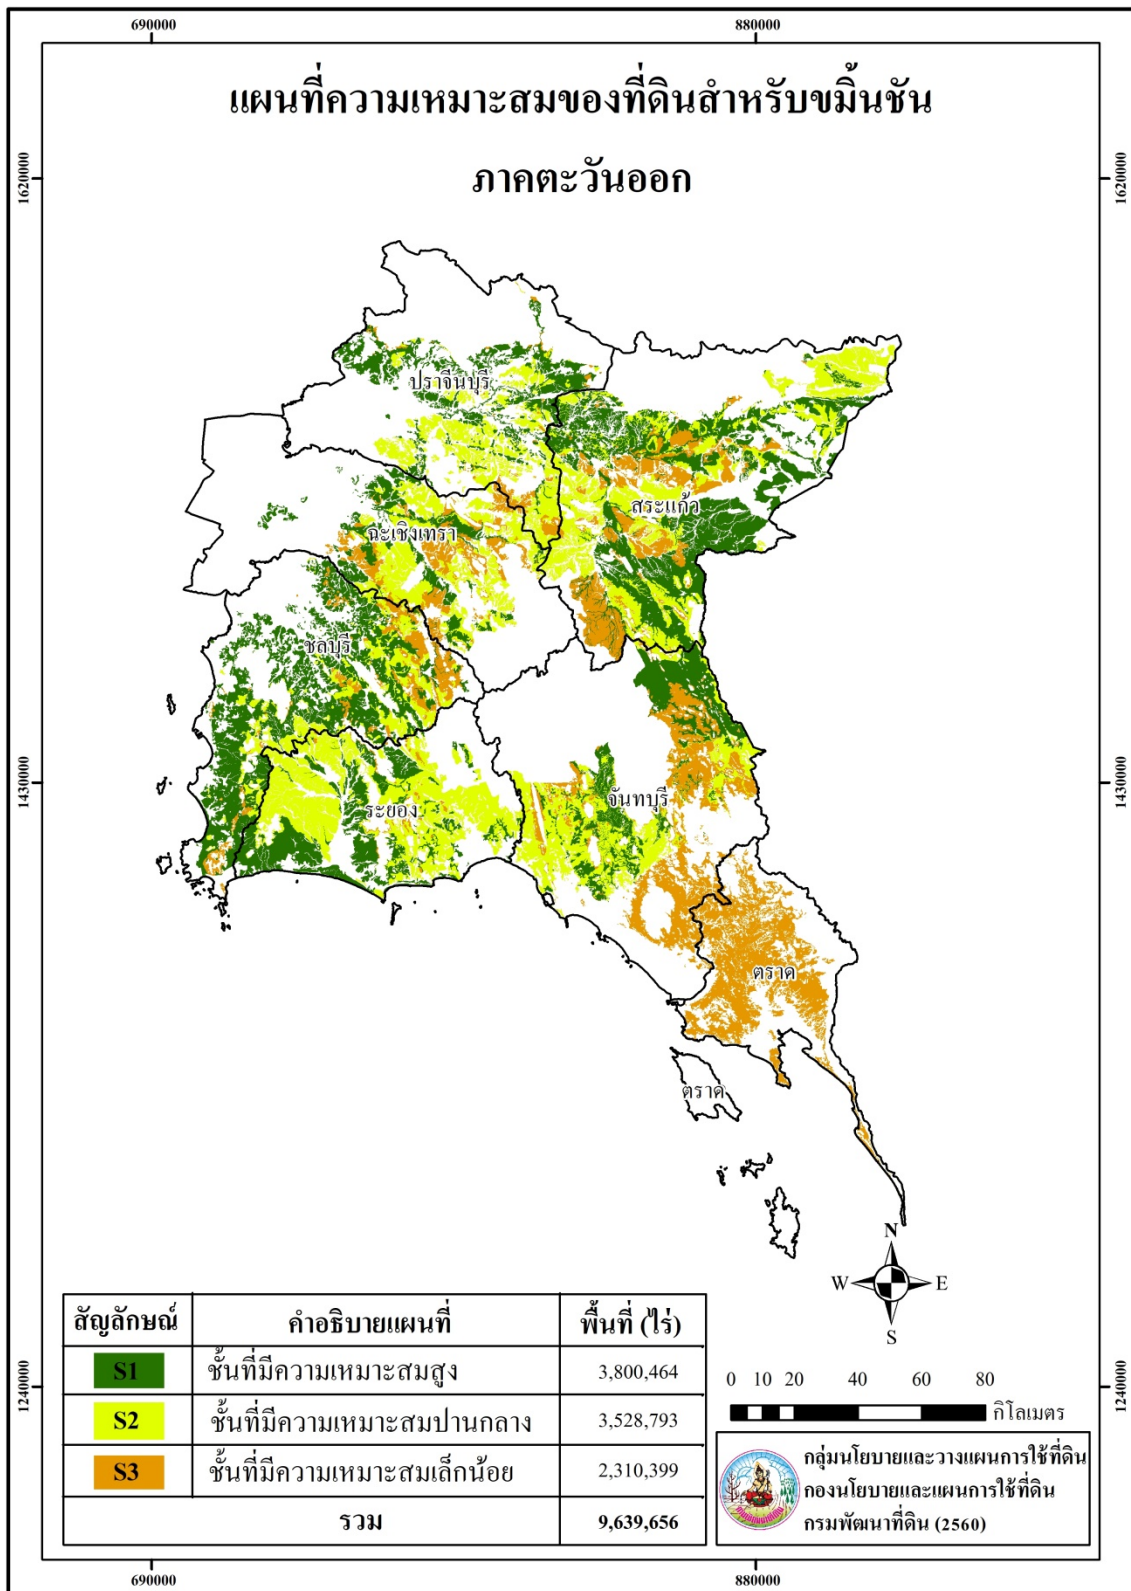 690000 880000
แผนที่ความเหมาะสมของที่ดินสำหรับขมิ้นชัน
ภาคตะวันออก
1620000 1620000
ปราจีนบุรี
สระแก้ว
ฉะเชิงเทรา
ชลบุรี
1430000 1430000
จันทบุรี
ระยอง
ตราด
ตราด
N
W E
S
สัญลักษณ์ คำอธิบายแผนที่ พื้นที่ (ไร่)
S1 ชั้นที่มีความเหมาะสมสูง 3,800,464
S2 ชั้นที่มีความเหมาะสมปานกลาง 3,528,793
S3 ชั้นที่มีความเหมาะสมเล็กน้อย 2,310,399
รวม 9,639,656
0 10 20 40 60 80
กิโลเมตร
1240000 1240000
กลุ่มนโยบายและวางแผนการใช้ที่ดิน
กองนโยบายและแผนการใช้ที่ดิน
กรมพัฒนาที่ดิน (2560)
690000 880000